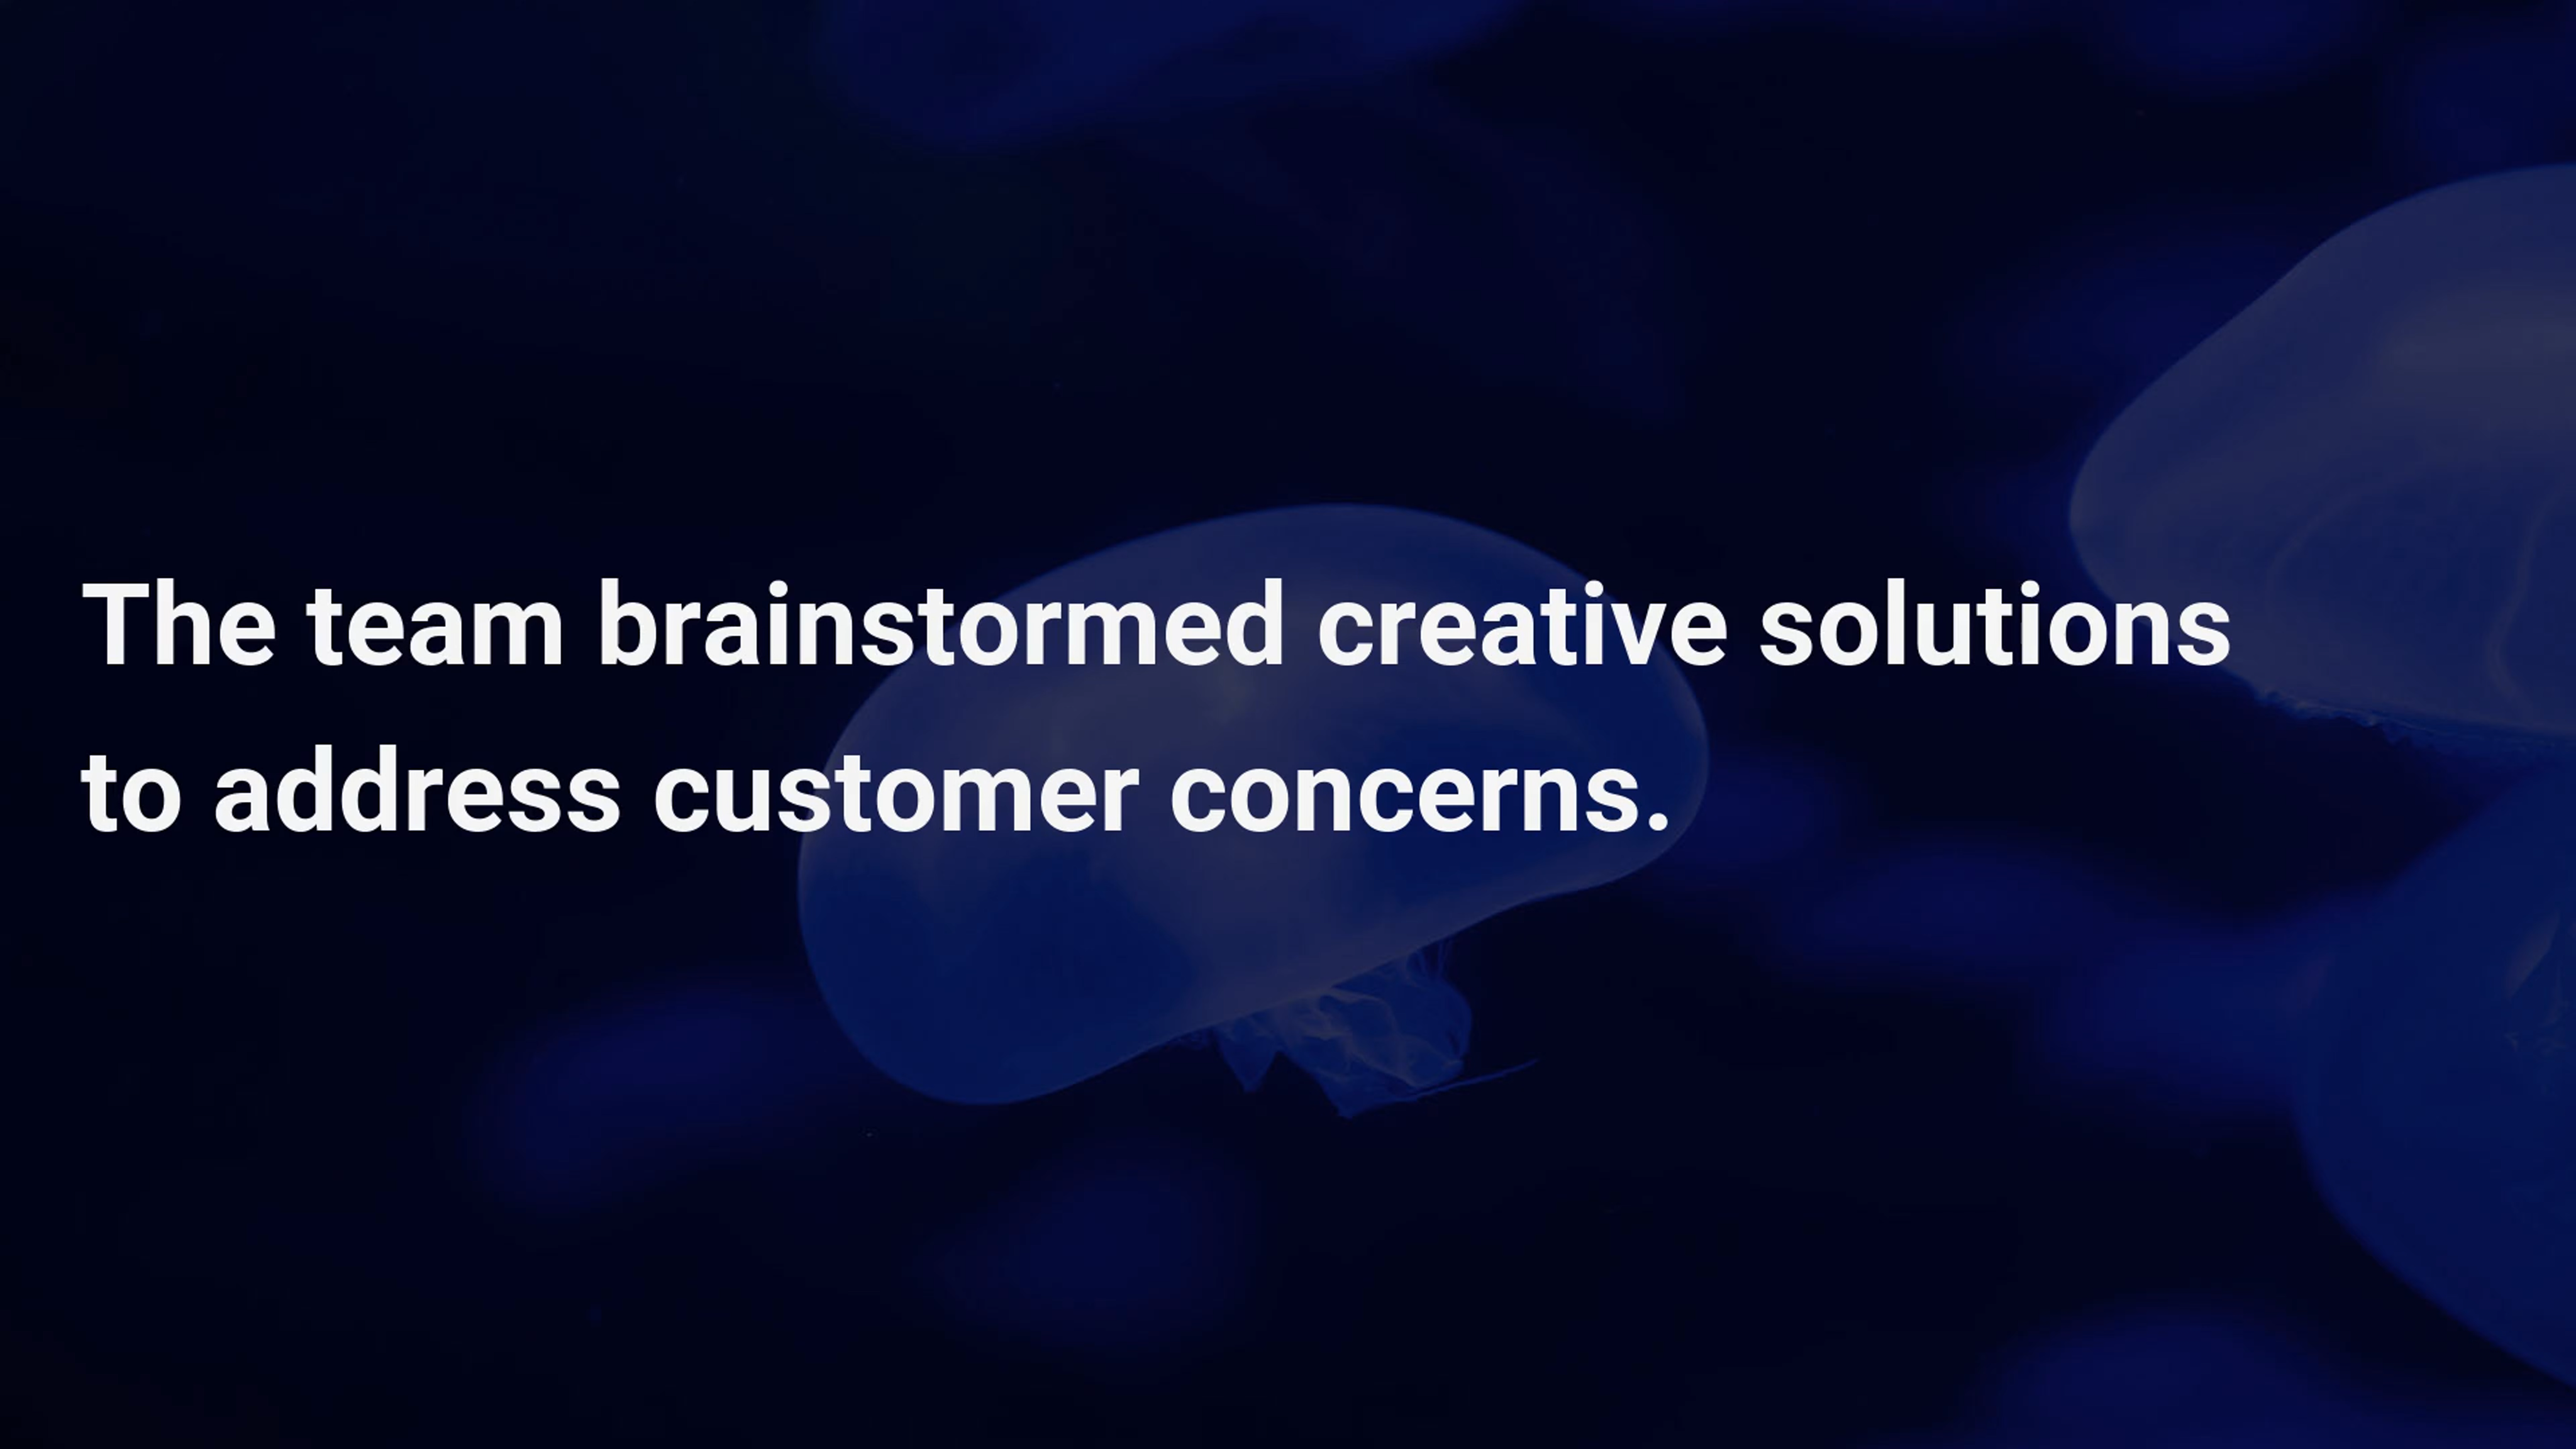 The team brainstormed creative solutions
to address customer concerns.